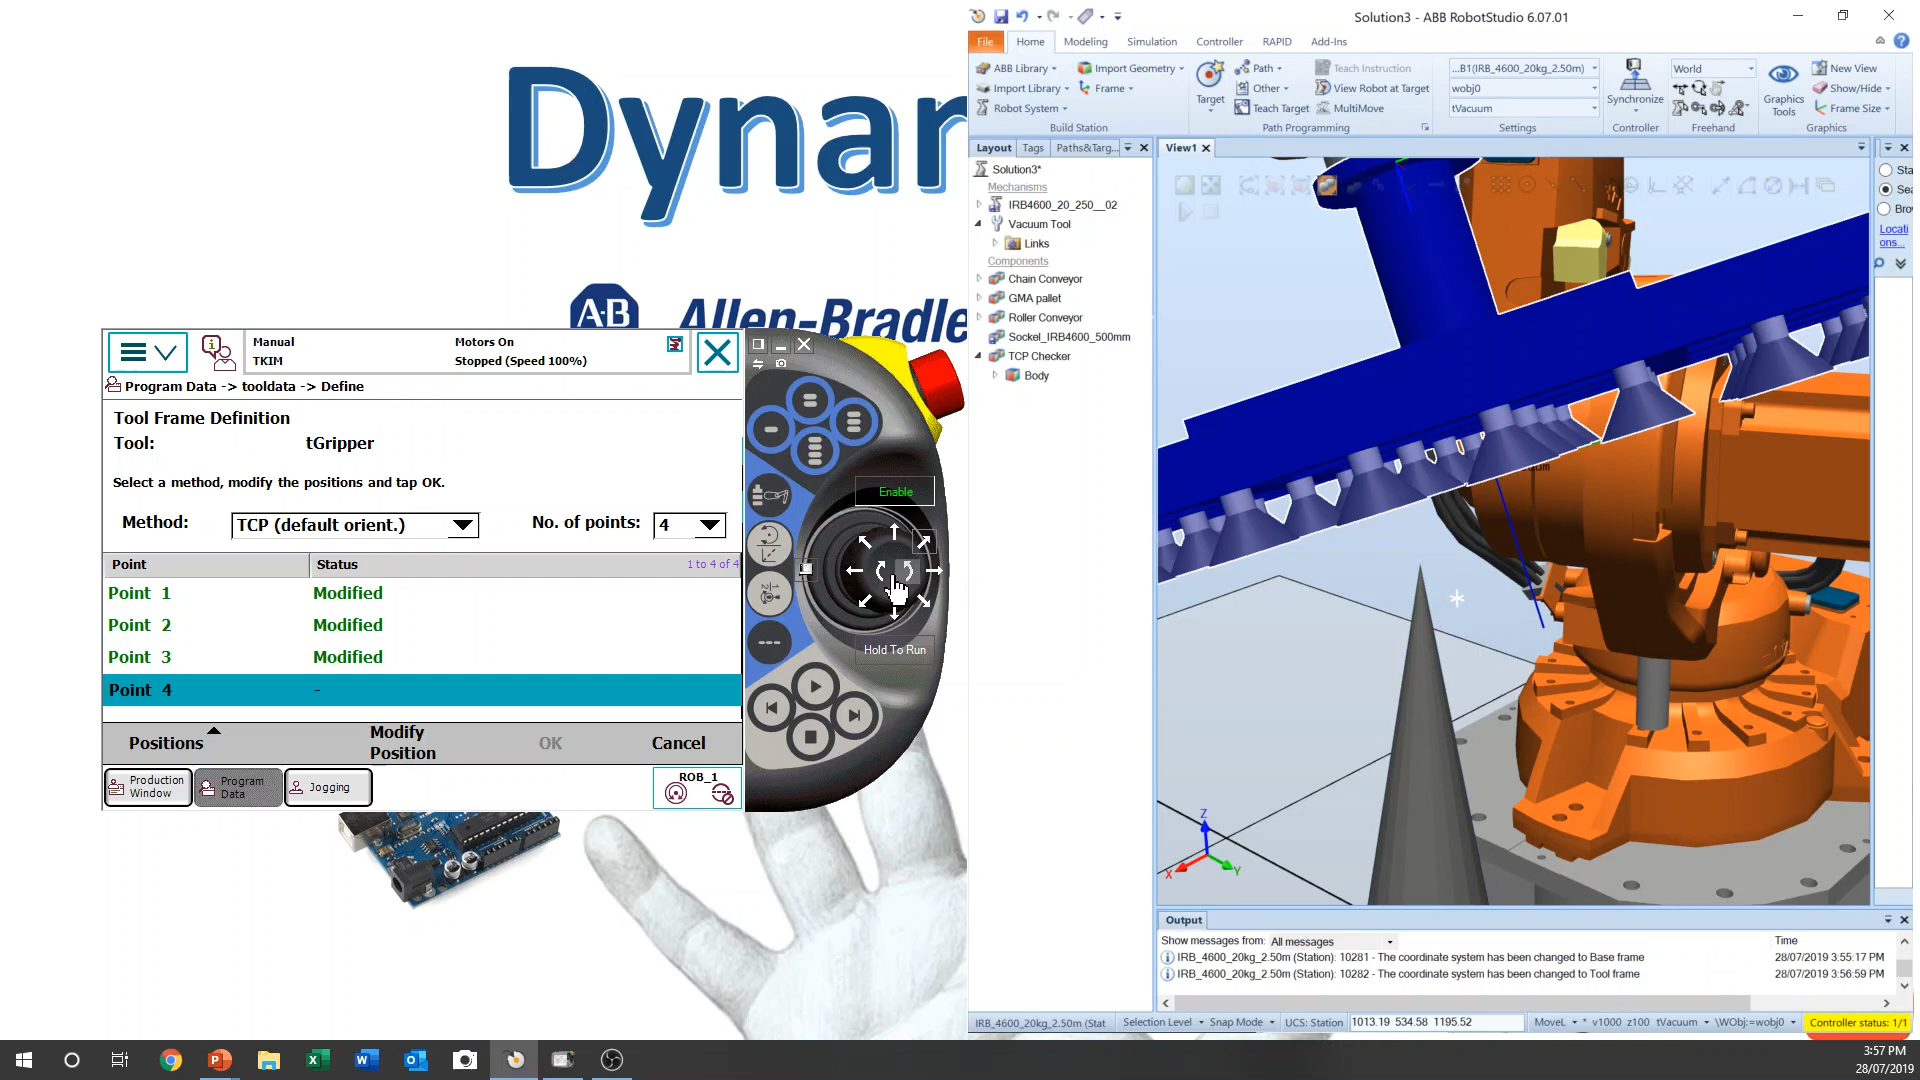 Dynam
AB Allen-Bradle
Manual
TKIM
Motors On
Stopped (Speed 100%)
Program Data -> tooldata -> Define
Tool Frame Definition
Tool: tGripper
Select a method, modify the positions and tap OK.
Method: TCP (default orient.) No. of points: 4
Point Status 1 to 4 of 4
Point 1 Modified
Point 2 Modified
Point 3 Modified
Point 4 -
Positions Modify Position OK Cancel
Production Window
Program Data
Jogging
ROB_1
Enable
Hold To Run
Solution3 - ABB RobotStudio 6.07.01
File Home Modeling Simulation Controller RAPID Add-Ins
ABB Library
Import Library
Robot System
Import Geometry
Frame
Build Station
Target
Path
Other
Teach Target
Teach Instruction
View Robot at Target
MultiMove
Path Programming
...B1(IRB_4600_20kg_2.50m)
wobj0
tVacuum
Settings
Synchronize
Controller
World
Freehand
Graphics Tools
New View
Show/Hide
Frame Size
Graphics
Layout Tags Paths&Targ...
Solution3*
Mechanisms
IRB4600_20_250__02
Vacuum Tool
Links
Components
Chain Conveyor
GMA pallet
Roller Conveyor
Sockel_IRB4600_500mm
TCP Checker
Body
View1
Sta
Sea
Bro
Locati
ons...
Z
X
Y
Output
Show messages from: All messages
Time
IRB_4600_20kg_2.50m (Station): 10281 - The coordinate system has been changed to Base frame 28/07/2019 3:55:17 PM
IRB_4600_20kg_2.50m (Station): 10282 - The coordinate system has been changed to Tool frame 28/07/2019 3:56:59 PM
IRB_4600_20kg_2.50m (Stat Selection Level Snap Mode UCS: Station 1013.19 534.58 1195.52 MoveL * v1000 z100 tVacuum \WObj:=wobj0 Controller status: 1/1
3:57 PM
28/07/2019